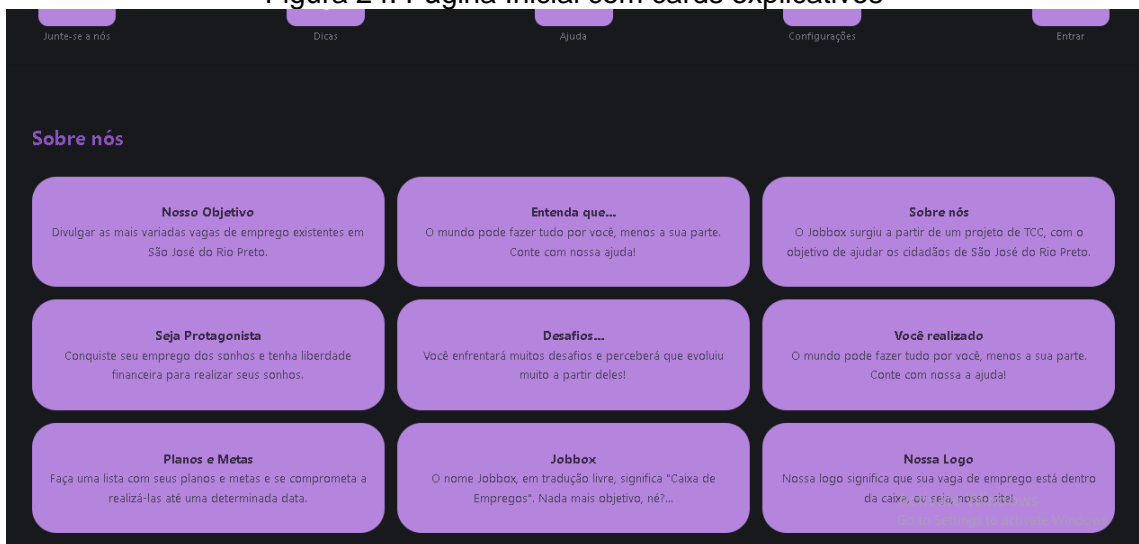 Figura 24: Página Inicial com cards explicativos
Junte-se a nós
Dicas
Ajuda
Configurações
Entrar
Sobre nós
Nosso Objetivo
Divulgar as mais variadas vagas de emprego existentes em
São José do Rio Preto.
Entenda que...
O mundo pode fazer tudo por você, menos a sua parte.
Conte com nossa ajuda!
Sobre nós
O Jobbox surgiu a partir de um projeto de TCC, com o
objetivo de ajudar os cidadãos de São José do Rio Preto.
Seja Protagonista
Conquiste seu emprego dos sonhos e tenha liberdade
financeira para realizar seus sonhos.
Desafios...
Você enfrentará muitos desafios e perceberá que evoluiu
muito a partir deles!
Você realizado
O mundo pode fazer tudo por você, menos a sua parte.
Conte com nossa a ajuda!
Planos e Metas
Faça uma lista com seus planos e metas e se comprometa a
realizá-las até uma determinada data.
Jobbox
O nome Jobbox, em tradução livre, significa "Caixa de
Empregos". Nada mais objetivo, né?...
Nossa Logo
Nossa logo significa que sua vaga de emprego está dentro
da caixa, ou seja, nosso site!
Go to Settings to activate Windows.